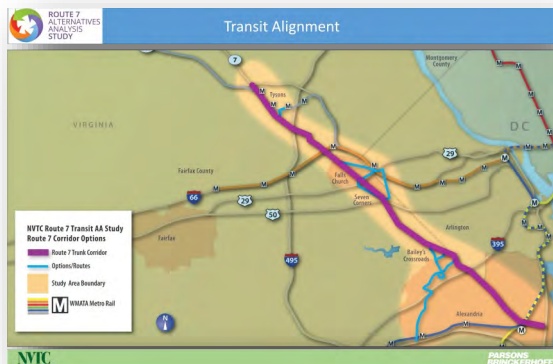 ROUTE 7
ALTERNATIVES
ANALYSIS
STUDY
Transit Alignment
7
Montgomery
County
M
M
Tysons
M
M
M
VIRGINIA
DC
M
M
29
M
M
Fairfax County
Falls
Church
M
66
29
50
Seven
Corners
Fairfax
Arlington
495
395
Bailey's
Crossroads
Alexandria
M
M
M
NVTC Route 7 Transit AA Study
Route 7 Corridor Options
Route 7 Trunk Corridor
Options/Routes
Study Area Boundary
M WMATA Metro Rail
N
NVTC
PARSONS
BRINCKERHOFF